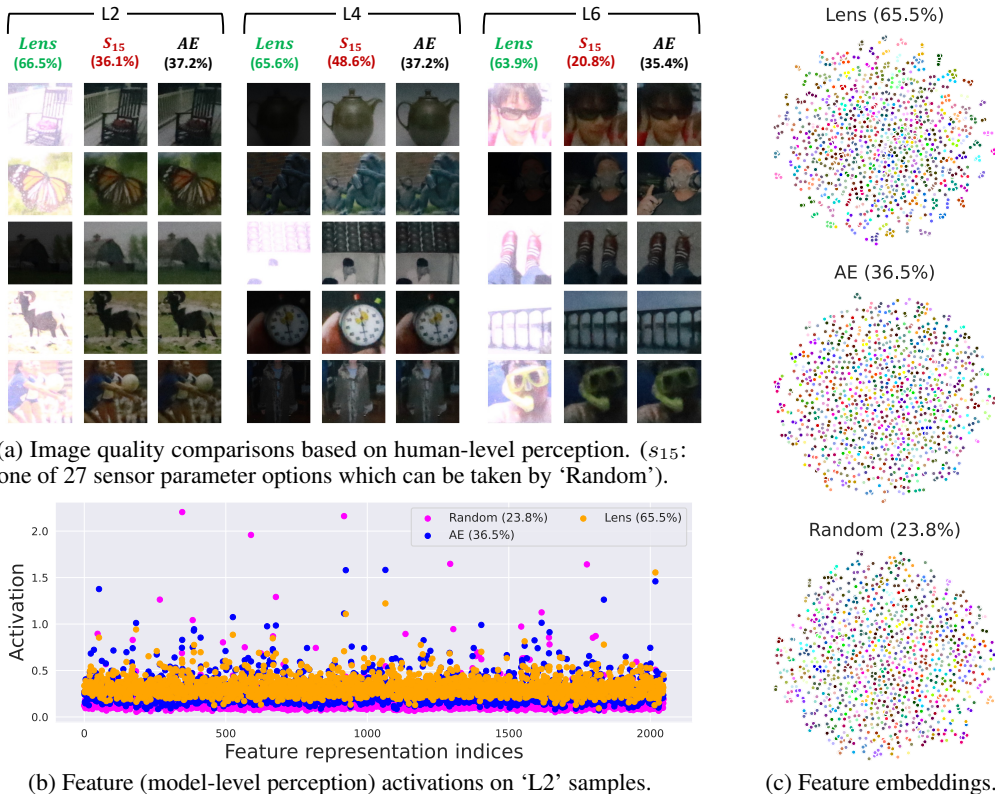 L2
L4
L6
Lens
S15
AE
Lens
S15
AE
Lens
S15
AE
(66.5%)
(36.1%)
(37.2%)
(65.6%)
(48.6%)
(37.2%)
(63.9%)
(20.8%)
(35.4%)
(a) Image quality comparisons based on human-level perception. (s15:
one of 27 sensor parameter options which can be taken by ‘Random’).
Random (23.8%)
Lens (65.5%)
AE (36.5%)
Activation
2.0
1.5
1.0
0.5
0.0
0
500
1000
1500
2000
Feature representation indices
(b) Feature (model-level perception) activations on ‘L2’ samples.
Lens (65.5%)
AE (36.5%)
Random (23.8%)
(c) Feature embeddings.